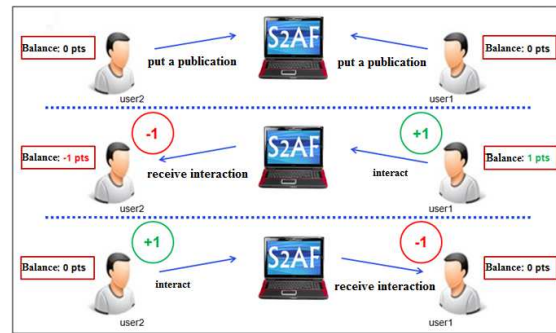 S2AF
Balance: 0 pts
Balance: 0 pts
put a publication
put a publication
user2
user1
-1
+1
S2AF
Balance: -1 pts
Balance: 1 pts
receive interaction
interact
user2
user1
+1
-1
S2AF
Balance: 0 pts
Balance: 0 pts
interact
receive interaction
user2
user1